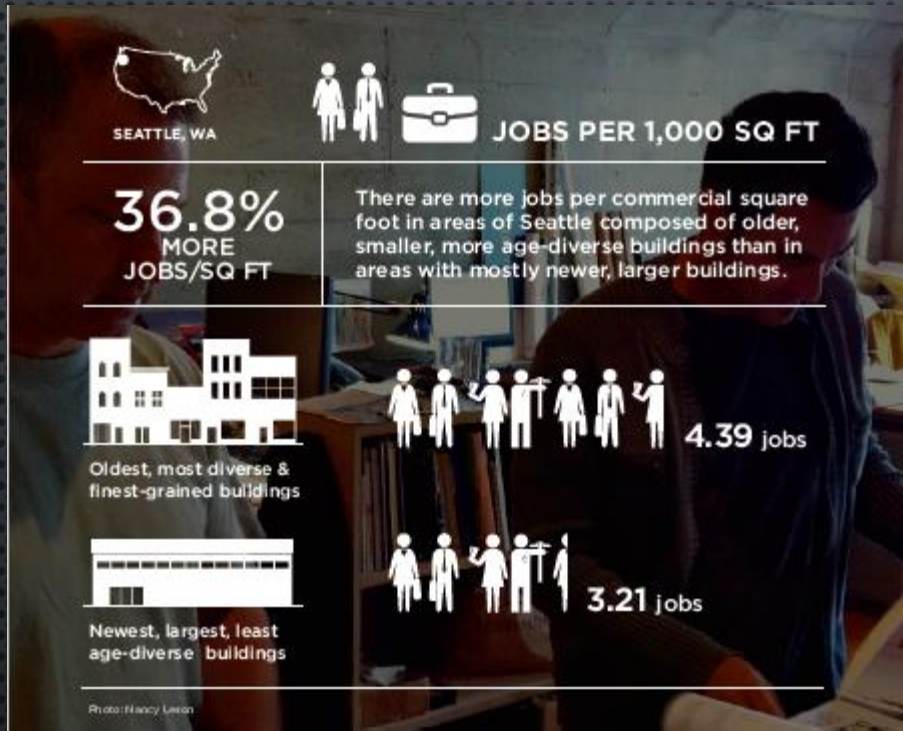 SEATTLE, WA
JOBS PER 1,000 SQ FT
36.8%
MORE
JOBS/SQ FT
There are more jobs per commercial square
foot in areas of Seattle composed of older,
smaller, more age-diverse buildings than in
areas with mostly newer, larger buildings.
4.39 jobs
Oldest, most diverse &
finest-grained buildings
3.21 jobs
Newest, largest, least
age-diverse buildings
Photo: Nancy